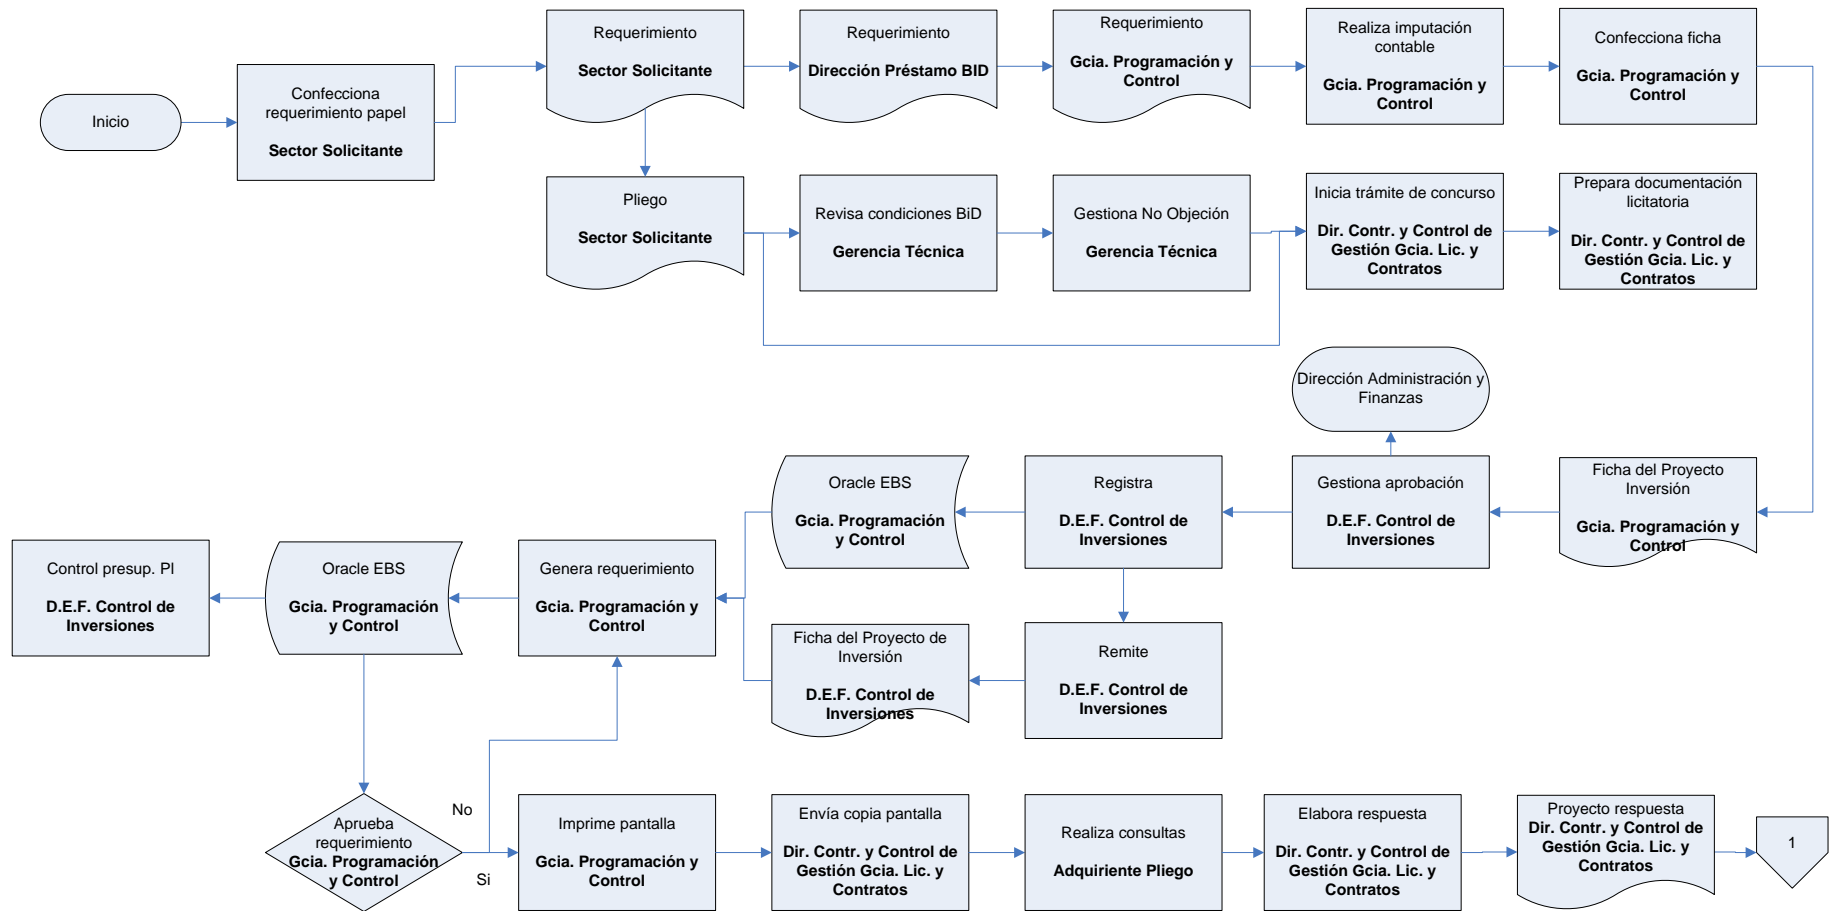 Inicio
Confecciona
requerimiento papel
Sector Solicitante
Requerimiento
Sector Solicitante
Requerimiento
Dirección Préstamo BID
Requerimiento
Gcia. Programación y
Control
Realiza imputación
contable
Gcia. Programación y
Control
Confecciona ficha
Gcia. Programación y
Control
Pliego
Sector Solicitante
Revisa condiciones BiD
Gerencia Técnica
Gestiona No Objeción
Gerencia Técnica
Inicia trámite de concurso
Dir. Contr. y Control de
Gestión Gcia. Lic. y
Contratos
Prepara documentación
licitatoria
Dir. Contr. y Control de
Gestión Gcia. Lic. y
Contratos
Dirección Administración y
Finanzas
Ficha del Proyecto
Inversión
Gcia. Programación y
Control
Gestiona aprobación
D.E.F. Control de
Inversiones
Registra
D.E.F. Control de
Inversiones
Oracle EBS
Gcia. Programación
y Control
Remite
D.E.F. Control de
Inversiones
Ficha del Proyecto de
Inversión
D.E.F. Control de
Inversiones
Genera requerimiento
Gcia. Programación y
Control
Oracle EBS
Gcia. Programación
y Control
Control presup. PI
D.E.F. Control de
Inversiones
Aprueba
requerimiento
Gcia. Programación
y Control
No
Si
Imprime pantalla
Gcia. Programación y
Control
Envía copia pantalla
Dir. Contr. y Control de
Gestión Gcia. Lic. y
Contratos
Realiza consultas
Adquiriente Pliego
Elabora respuesta
Dir. Contr. y Control de
Gestión Gcia. Lic. y
Contratos
Proyecto respuesta
Dir. Contr. y Control de
Gestión Gcia. Lic. y
Contratos
1